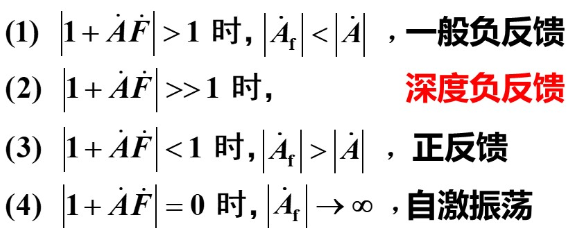 (1) |1 + ȦḞ| > 1 时, |Ȧf| < |Ȧ| ，一般负反馈
(2) |1 + ȦḞ| >> 1 时, 深度负反馈
(3) |1 + ȦḞ| < 1 时, |Ȧf| > |Ȧ| ，正反馈
(4) |1 + ȦḞ| = 0 时, |Ȧf| → ∞ ，自激振荡